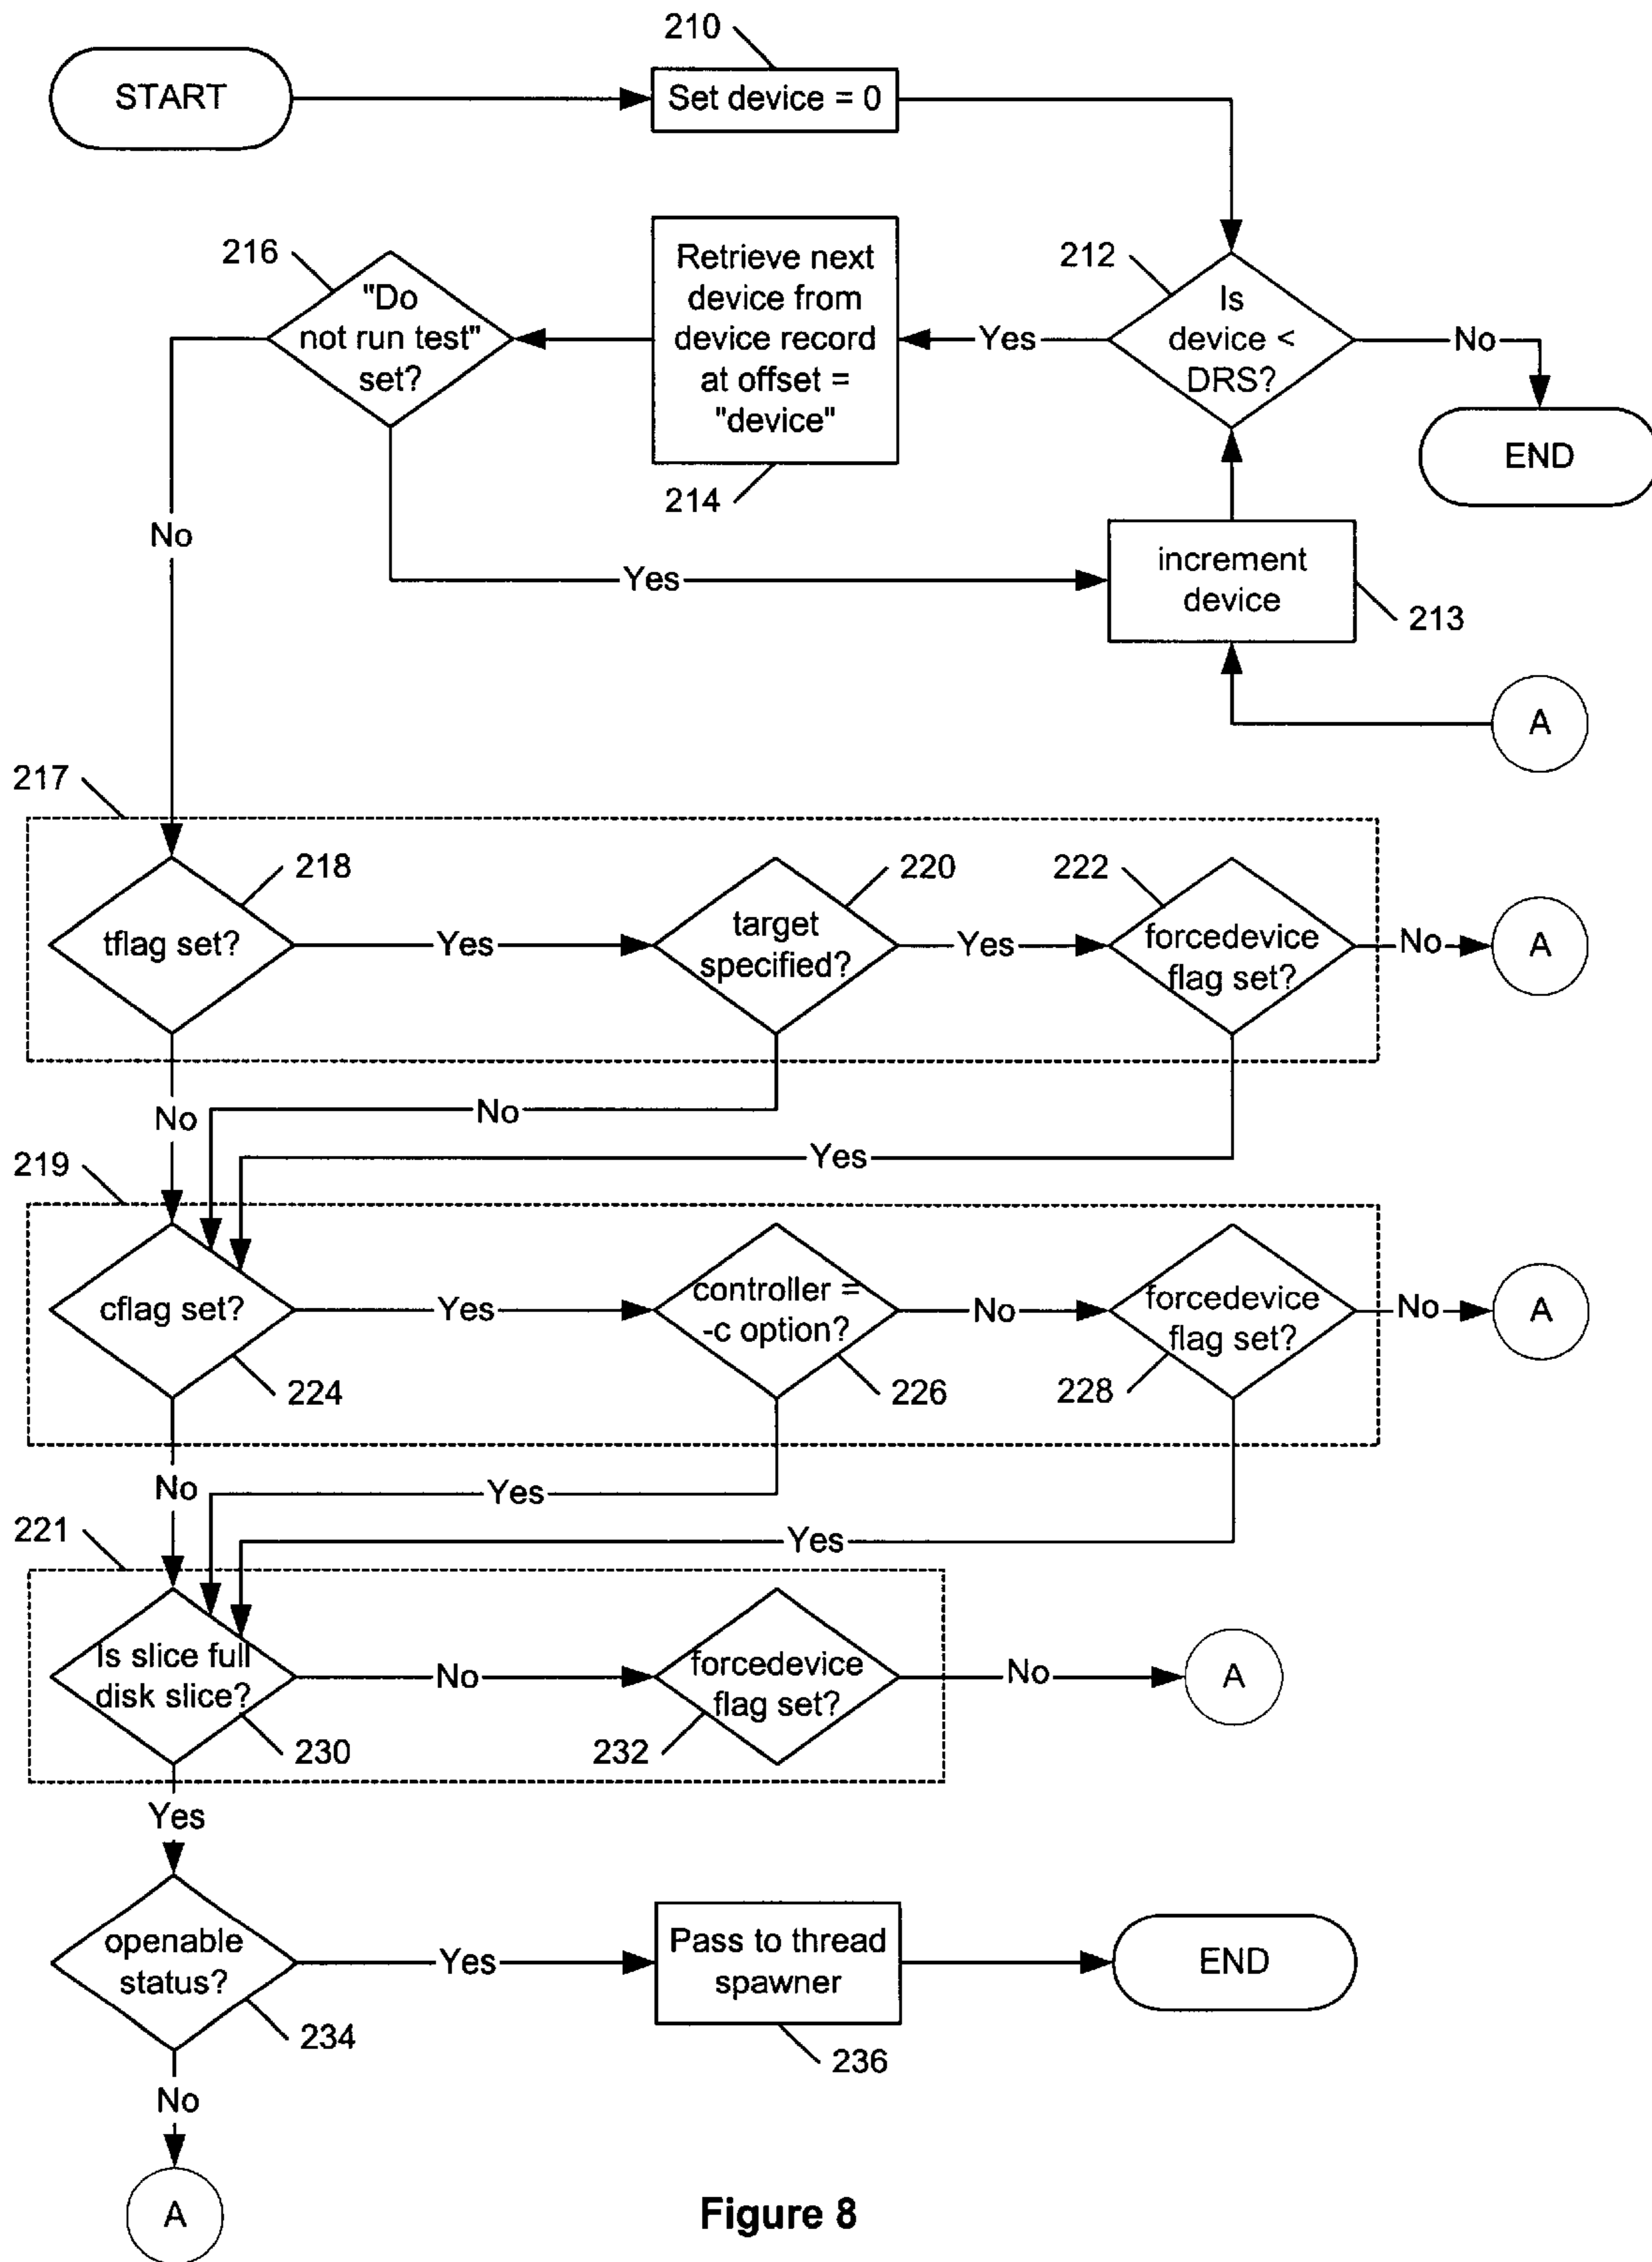 210
START
Set device = 0
216
"Do
not run test"
set?
Retrieve next
device from
device record
at offset =
"device"
214
212
Is
device <
DRS?
Yes
No
END
No
Yes
increment
device
213
A
217
218
tflag set?
Yes
220
target
specified?
Yes
222
forcedevice
flag set?
No
A
No
No
Yes
219
cflag set?
224
Yes
controller =
-c option?
226
No
forcedevice
flag set?
228
No
A
No
Yes
Yes
221
Is slice full
disk slice?
230
No
forcedevice
flag set?
232
No
A
Yes
openable
status?
234
Yes
Pass to thread
spawner
236
END
No
A
Figure 8